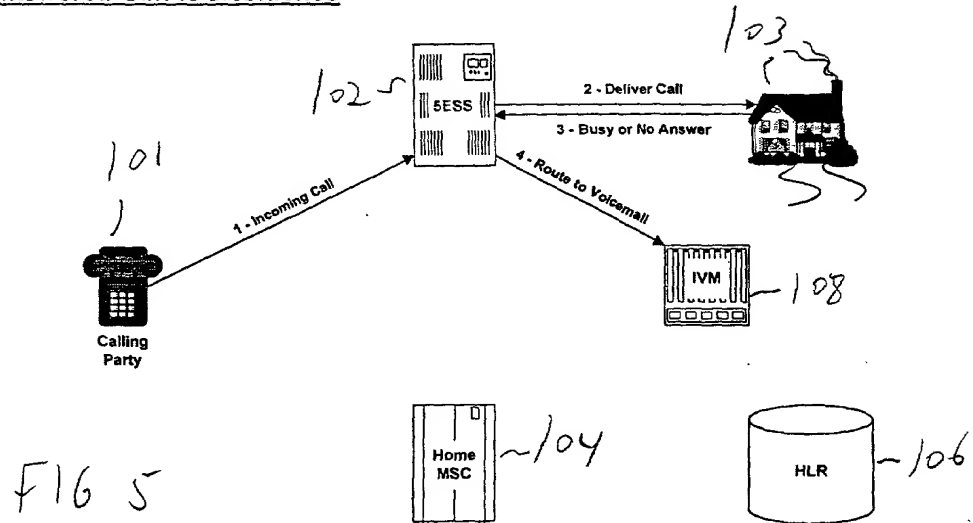 103
102
5ESS
2 - Deliver Call
3 - Busy or No Answer
101
1 - Incoming Call
4 - Route to Voicemail
IVM
108
Calling
Party
Home
MSC
104
HLR
106
FIG 5